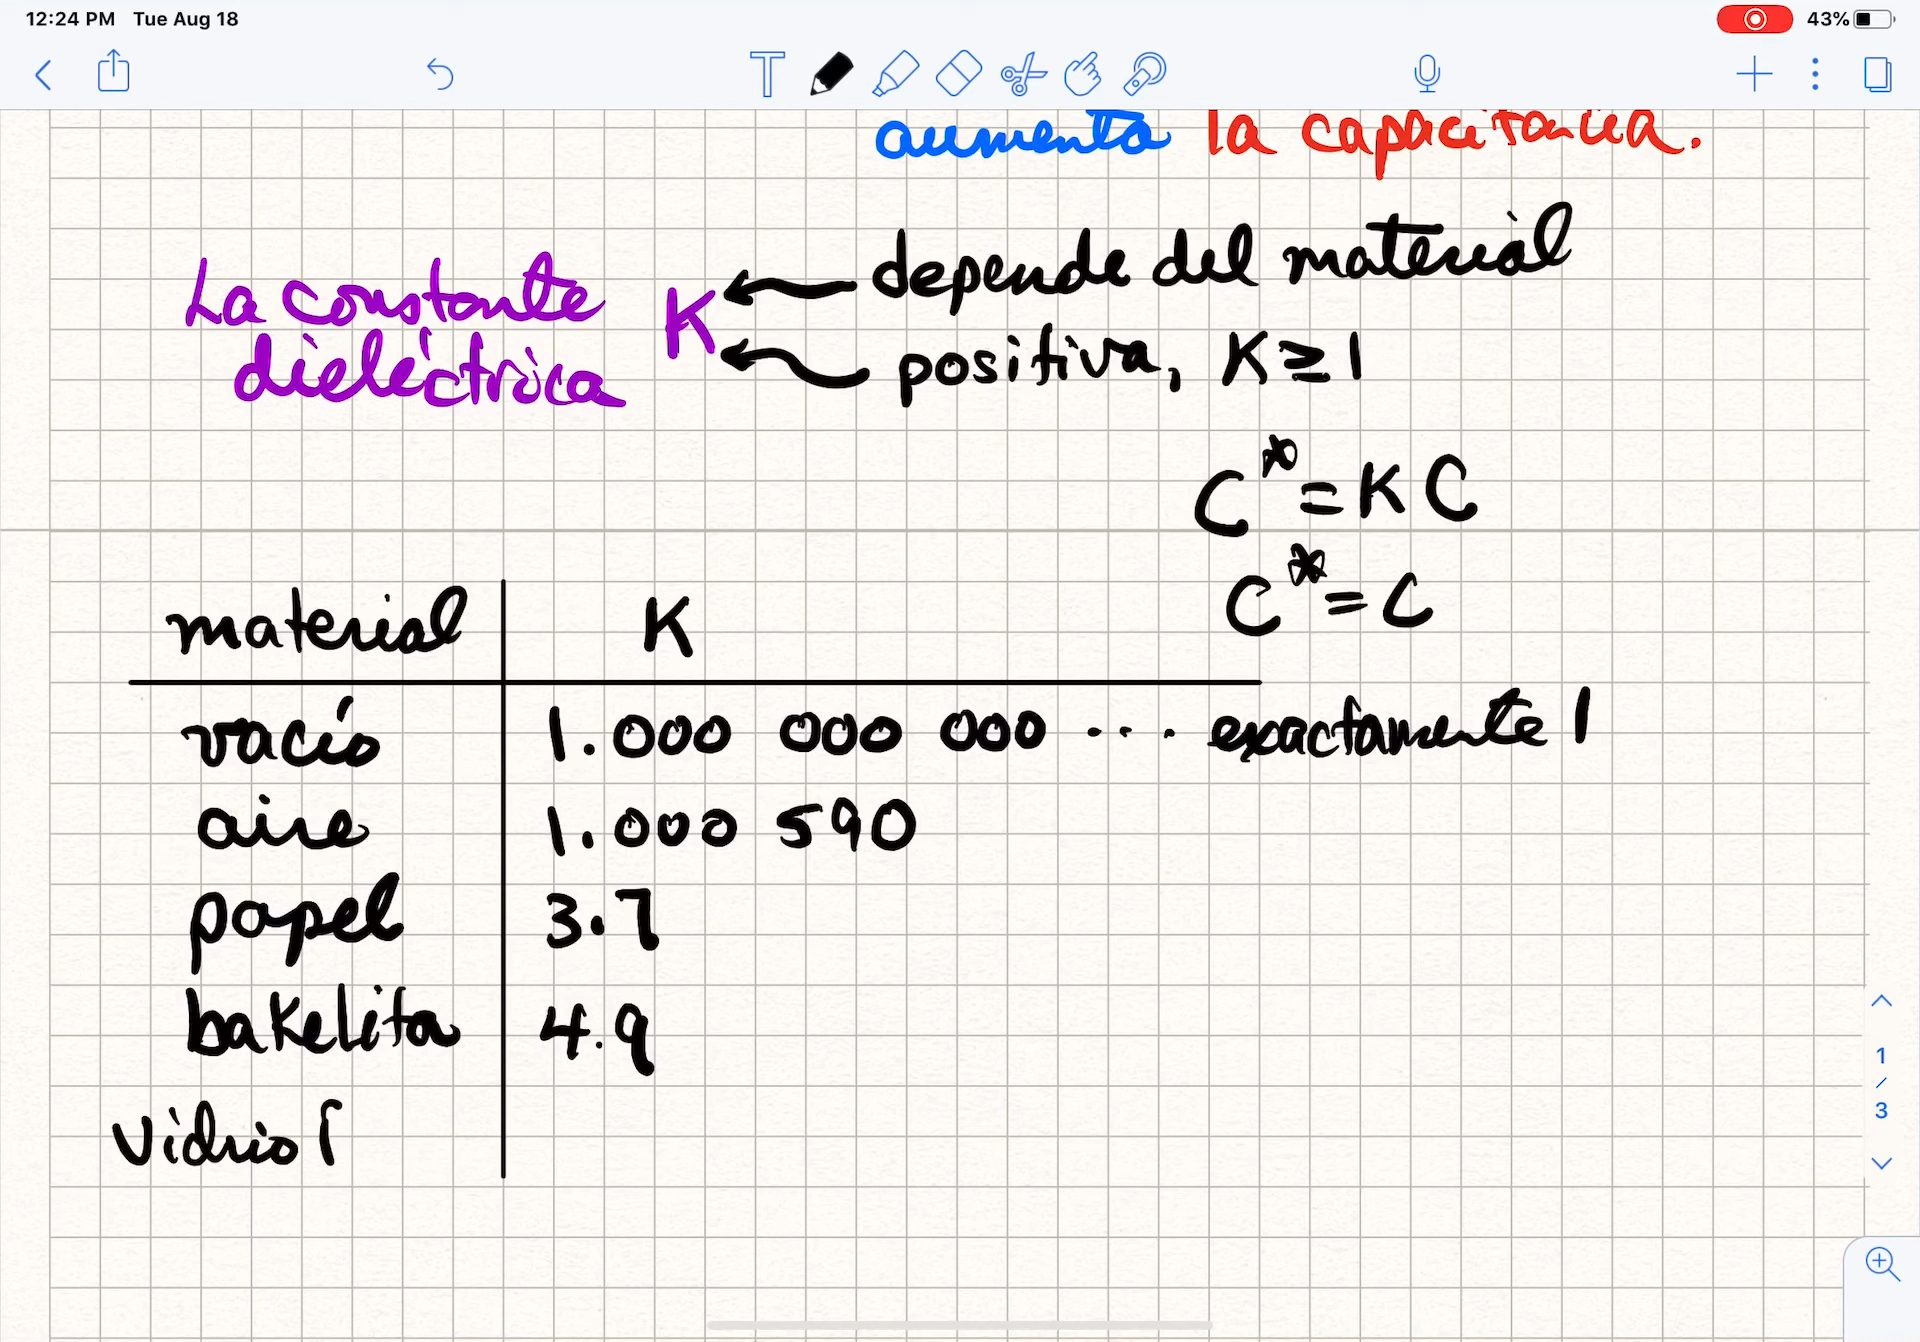 12:24 PM Tue Aug 18
43%
T
aumenta la capacitancia.
La constante K ← depende del material
dieléctrica ← positiva, K ≥ 1
C* = K C
C* = C
material K
vacío 1.000 000 000 ... exactamente 1
aire 1.000 590
papel 3.7
bakelita 4.9
Vidrio
1
/
3